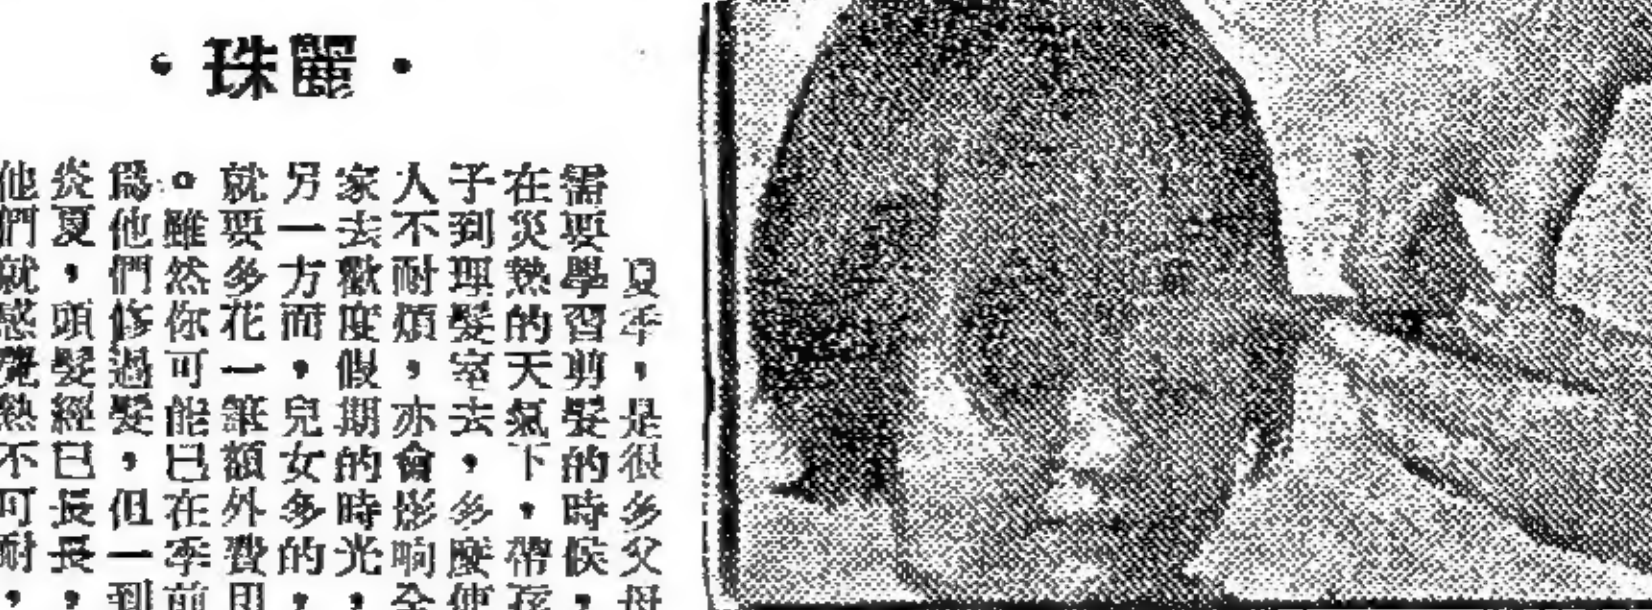 ·麗珠·
夏季，是很多父母
需要學習剪髮的時候，
在災熱的天氣下，帶孩
子到理髮室去，多麼使
人不耐煩，亦會影响全
家去歡度假期的時光，
另一方面，兒女多的，
就要多花一筆額外費用
。雖然你可能已在季前
爲他們修過髮，但一到
炎夏，頭髮經已長長，
他們就感覺熱不可耐，